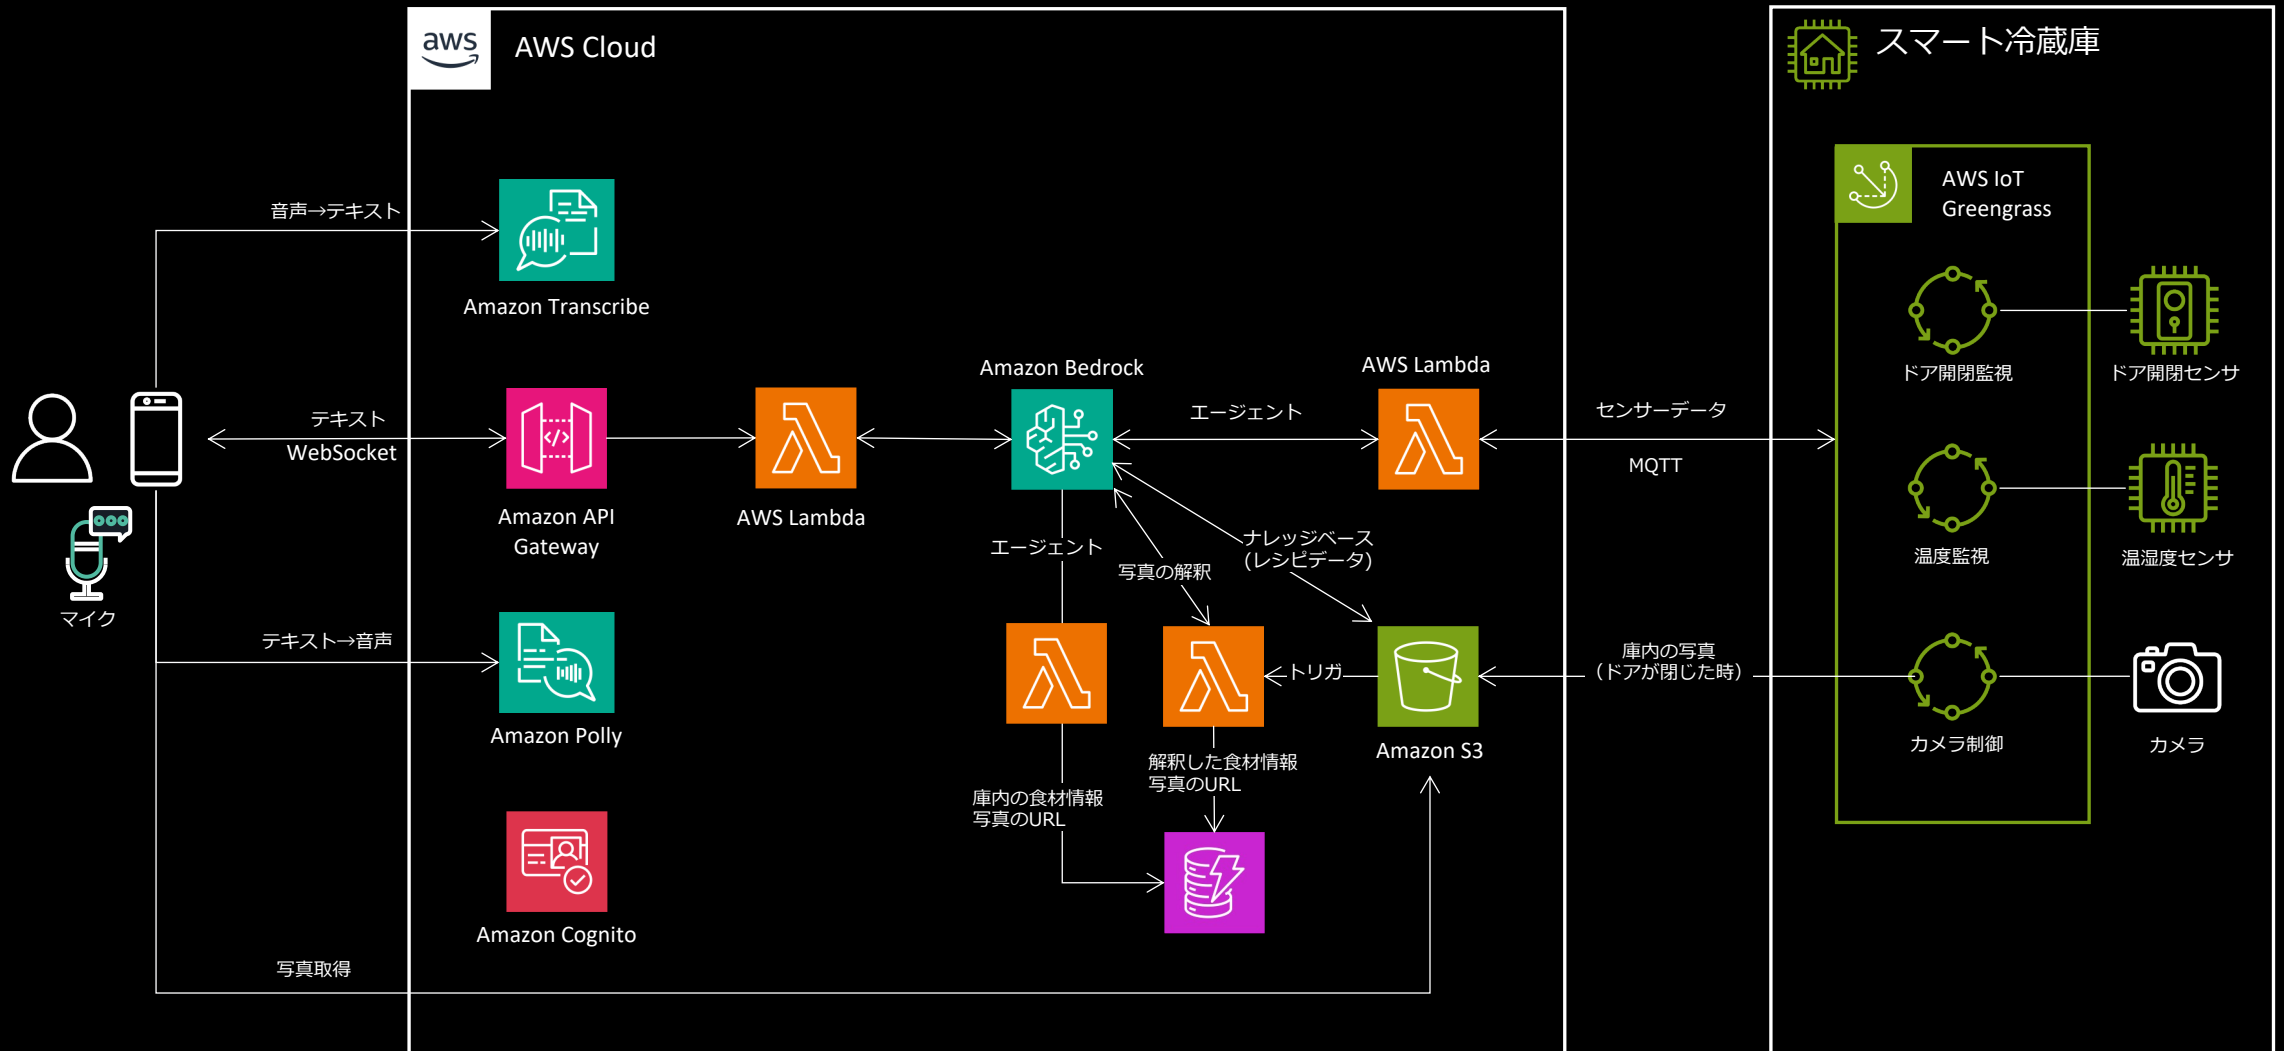 aws
AWS Cloud
スマート冷蔵庫
AWS IoT
Greengrass
音声→テキスト
Amazon Transcribe
ドア開閉監視
ドア開閉センサ
テキスト
WebSocket
Amazon API
Gateway
AWS Lambda
Amazon Bedrock
エージェント
AWS Lambda
センサーデータ
MQTT
エージェント
写真の解釈
ナレッジベース
(レシピデータ)
温度監視
温湿度センサ
マイク
テキスト→音声
Amazon Polly
トリガ
Amazon S3
庫内の写真
（ドアが閉じた時）
カメラ制御
カメラ
庫内の食材情報
写真のURL
解釈した食材情報
写真のURL
Amazon Cognito
写真取得